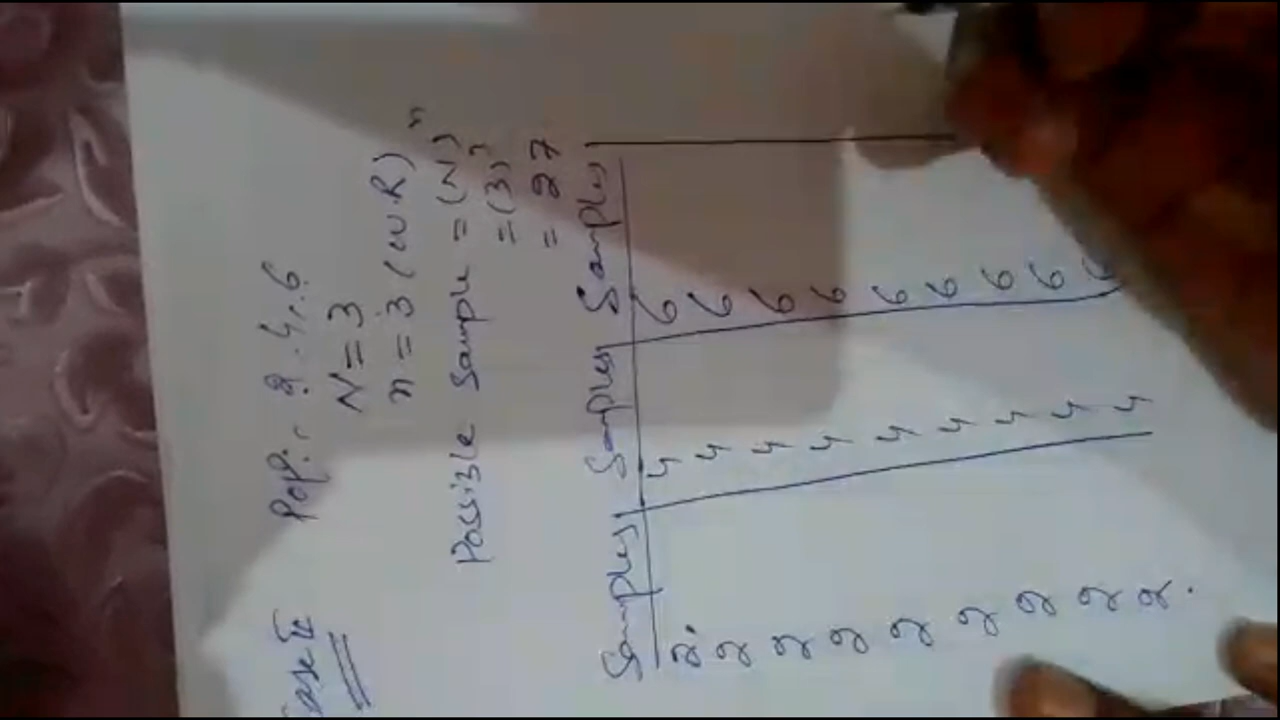 Case II Pop:- 2, 4, 6
N = 3
n = 3 (W.R)
Possible Sample = (N)ⁿ
= (3)³
= 27
Samples Samples Samples
2 4 6
2 4 6
2 4 6
2 4 6
2 4 6
2 4 6
2 4 6
2 4 6
2 4 6